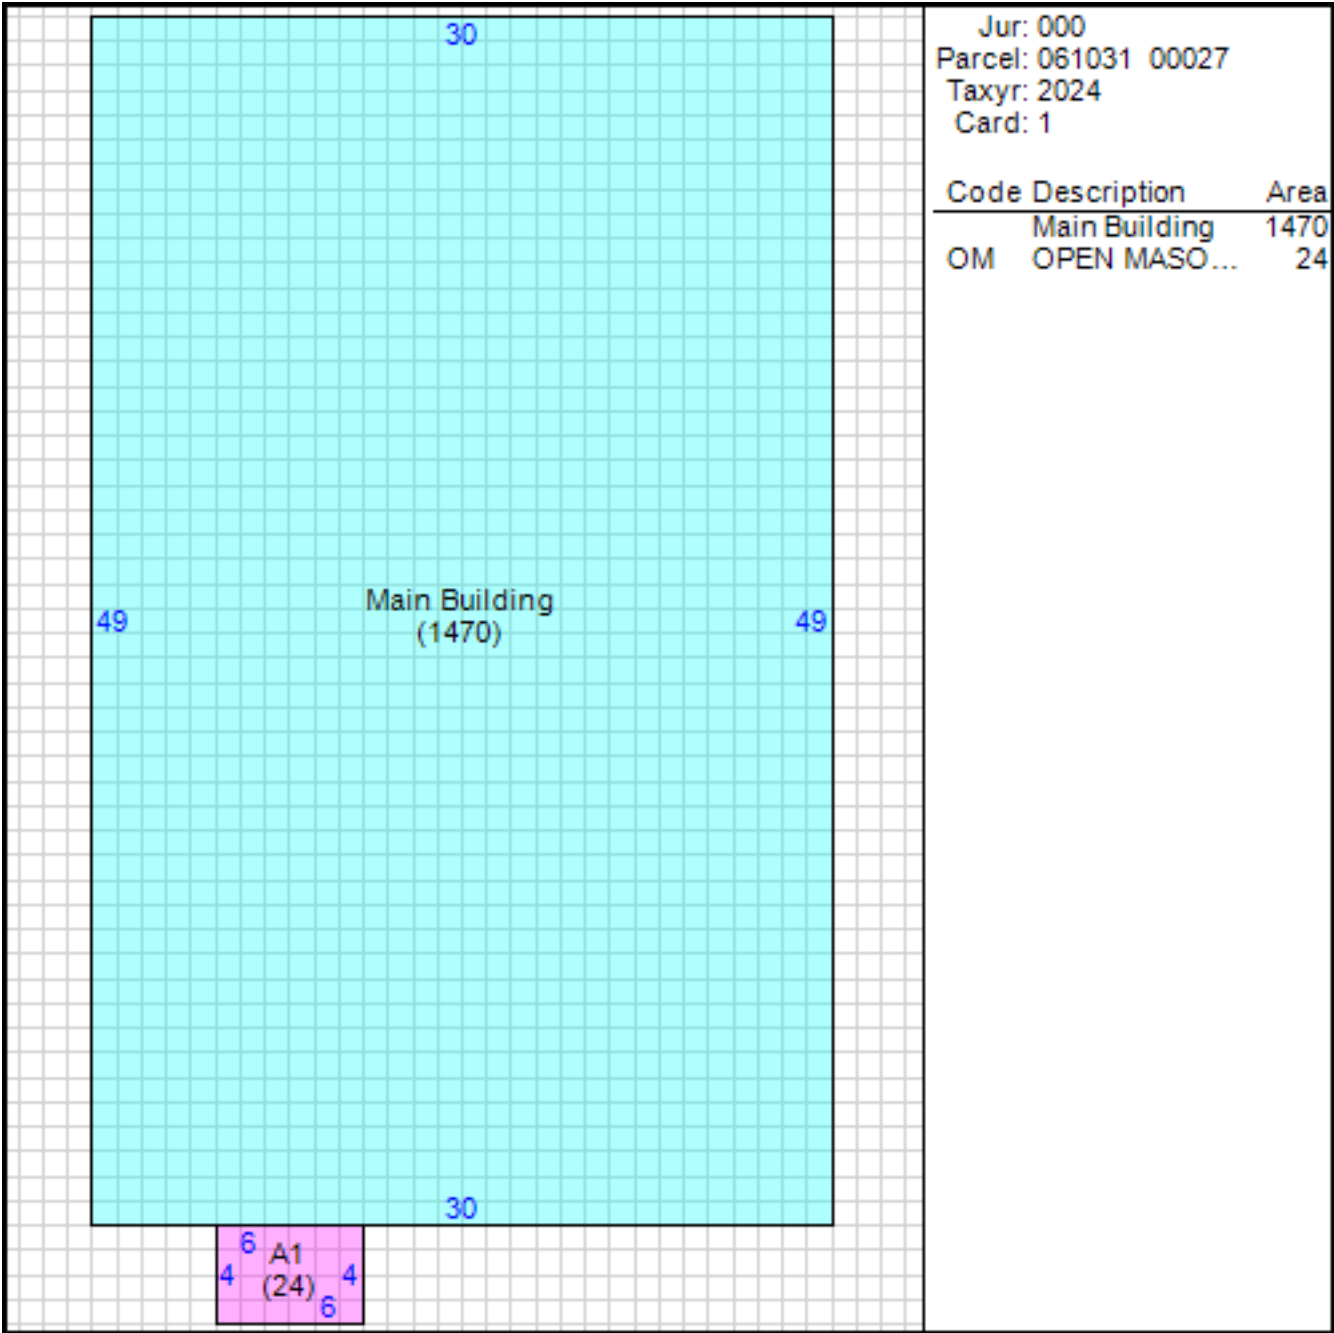 30
49
Main Building
(1470)
49
30
6
A1
4
(24)
4
6
Jur: 000
Parcel: 061031 00027
Taxyr: 2024
Card: 1
Code Description Area
Main Building 1470
OM OPEN MASO... 24